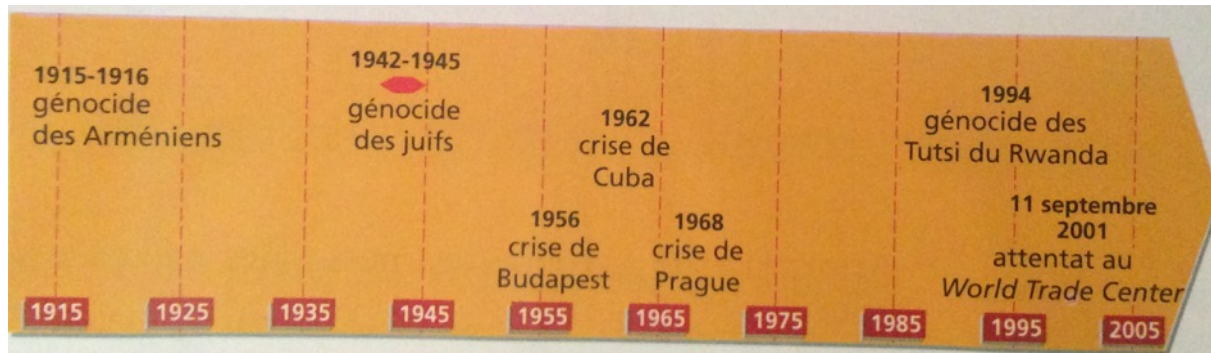 1915-1916
génocide
des Arméniens
1942-1945
génocide
des juifs
1956
crise de
Budapest
1962
crise de
Cuba
1968
crise de
Prague
1994
génocide des
Tutsi du Rwanda
11 septembre
2001
attentat au
World Trade Center
1915
1925
1935
1945
1955
1965
1975
1985
1995
2005